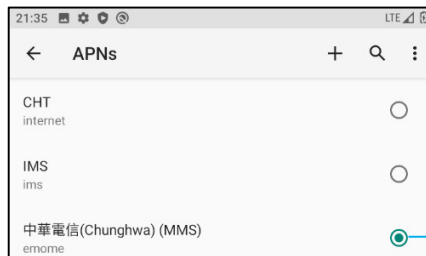 21:35 LTE
APNs
CHT
internet
IMS
ims
中華電信(Chunghwa) (MMS)
emome